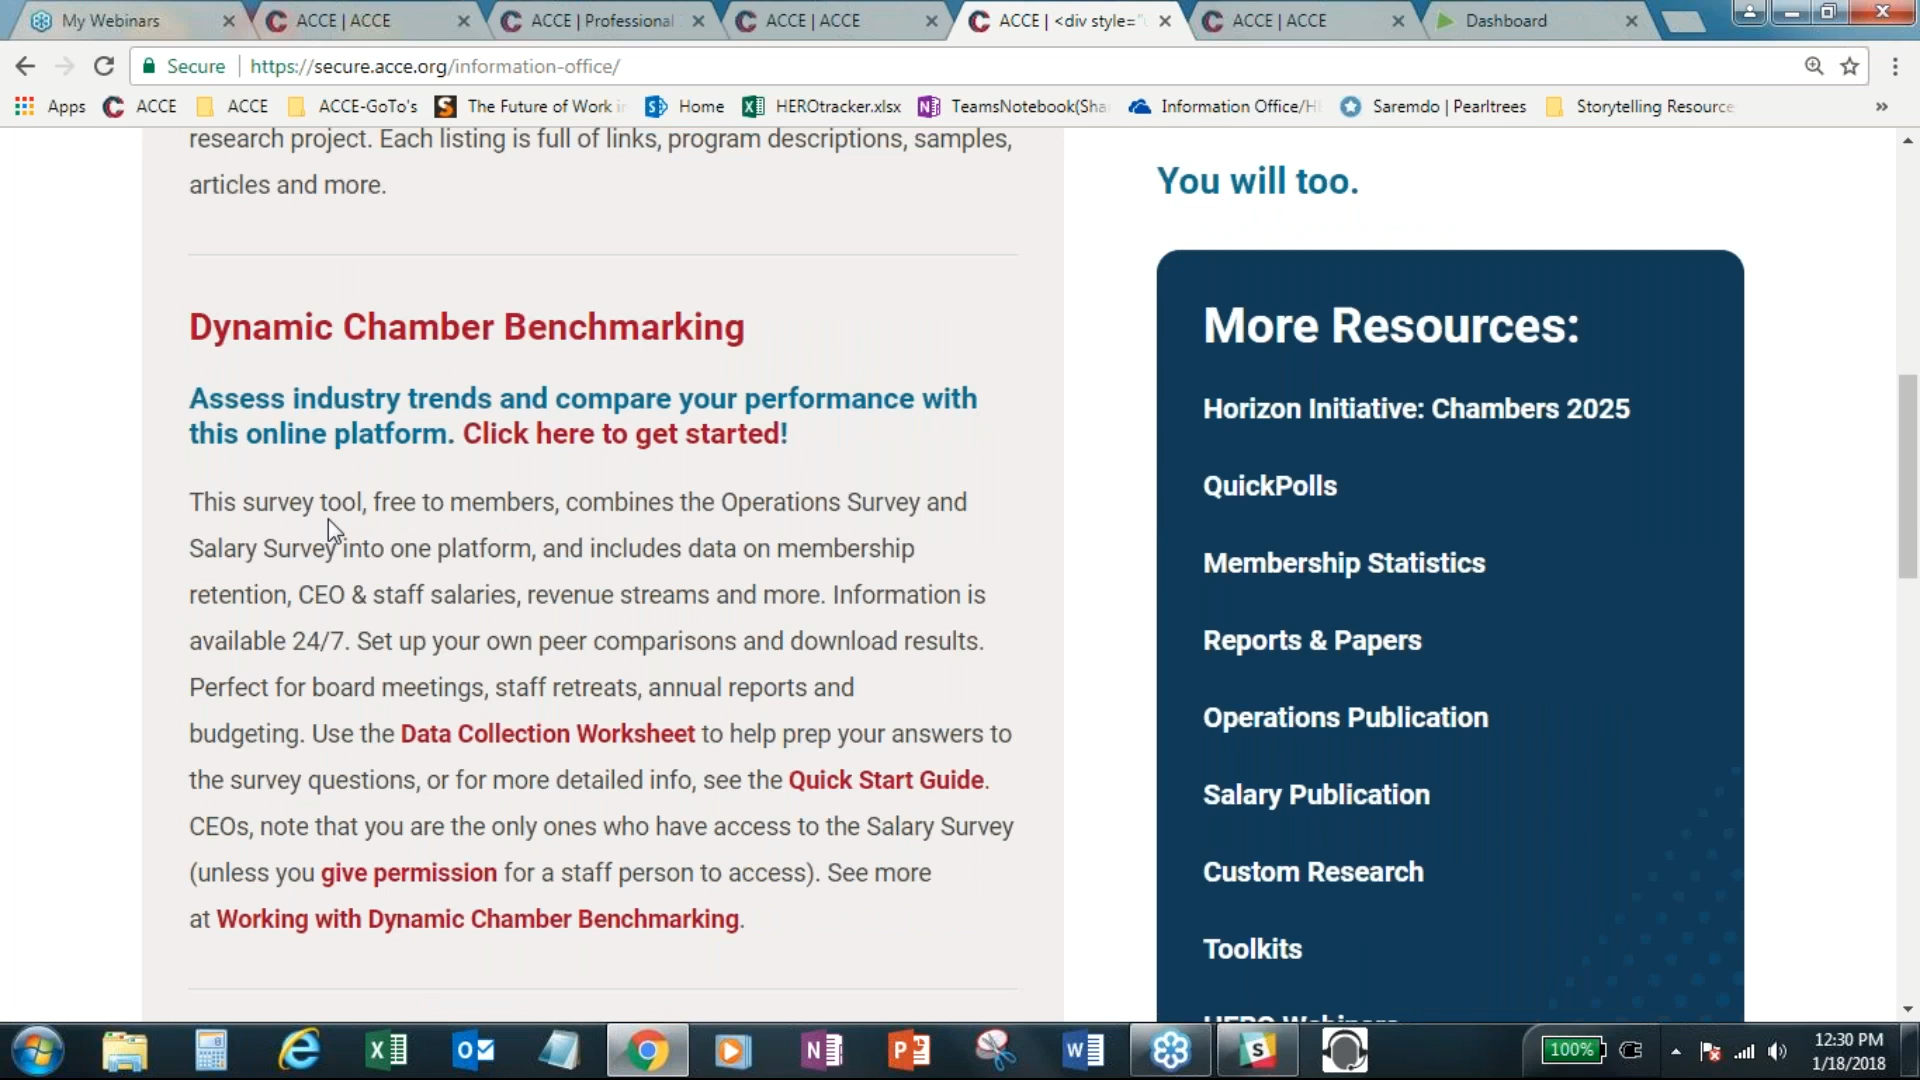 My Webinars
ACCE | ACCE
ACCE | Professional
ACCE | ACCE
ACCE | <div style="
ACCE | ACCE
Dashboard
Secure
https://secure.acce.org/information-office/
Apps
ACCE
ACCE
ACCE-GoTo's
The Future of Work in
Home
HEROtracker.xlsx
TeamsNotebook(Sha
Information Office/H
Saremdo | Pearltrees
Storytelling Resource
»
research project. Each listing is full of links, program descriptions, samples,
articles and more.
Dynamic Chamber Benchmarking
Assess industry trends and compare your performance with
this online platform. Click here to get started!
This survey tool, free to members, combines the Operations Survey and
Salary Survey into one platform, and includes data on membership
retention, CEO & staff salaries, revenue streams and more. Information is
available 24/7. Set up your own peer comparisons and download results.
Perfect for board meetings, staff retreats, annual reports and
budgeting. Use the Data Collection Worksheet to help prep your answers to
the survey questions, or for more detailed info, see the Quick Start Guide.
CEOs, note that you are the only ones who have access to the Salary Survey
(unless you give permission for a staff person to access). See more
at Working with Dynamic Chamber Benchmarking.
You will too.
More Resources:
Horizon Initiative: Chambers 2025
QuickPolls
Membership Statistics
Reports & Papers
Operations Publication
Salary Publication
Custom Research
Toolkits
HERO Webinars
100%
12:30 PM
1/18/2018